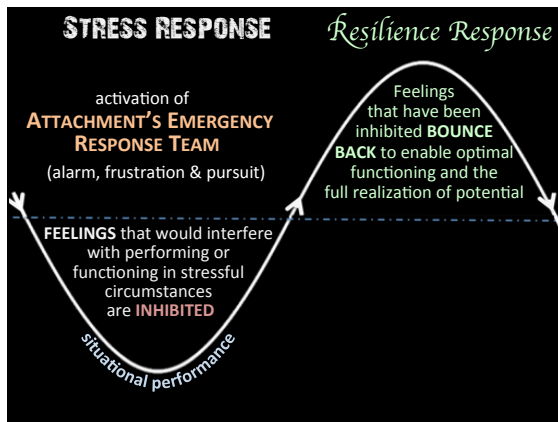 STRESS RESPONSE
activation of
ATTACHMENT'S EMERGENCY
RESPONSE TEAM
(alarm, frustration & pursuit)
FEELINGS that would interfere
with performing or
functioning in stressful
circumstances
are INHIBITED
situational performance
Resilience Response
Feelings
that have been
inhibited BOUNCE
BACK to enable optimal
functioning and the
full realization of potential